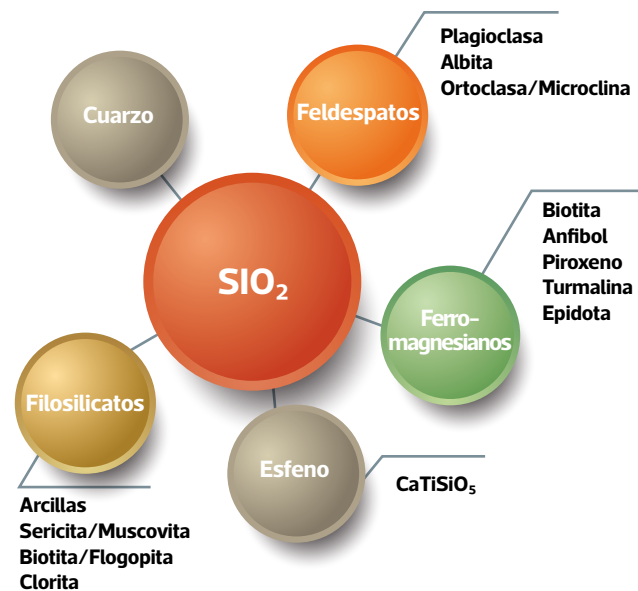 Plagioclasa
Albita
Ortoclasa/Microclina
Cuarzo
Feldespatos
Biotita
Anfibol
Piroxeno
Turmalina
Epidota
SIO₂
Ferro-
magnesianos
Filosilicatos
Esfeno
CaTiSiO₅
Arcillas
Sericita/Muscovita
Biotita/Flogopita
Clorita